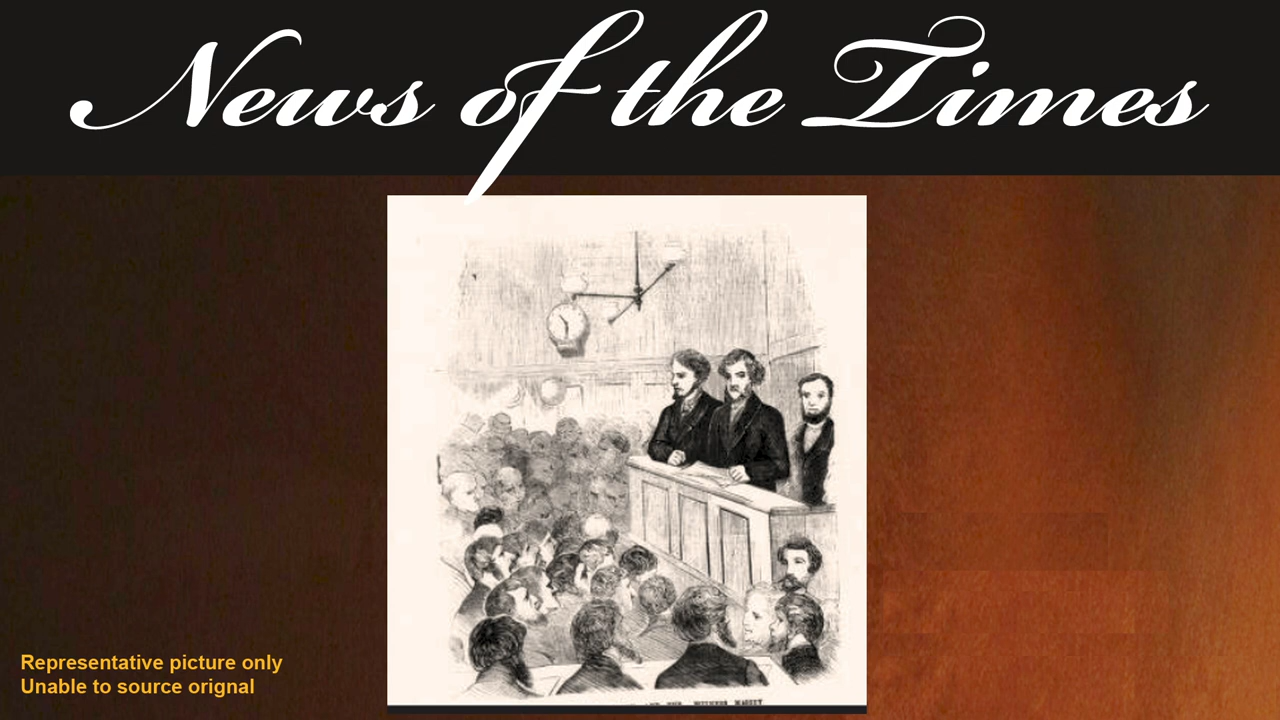 News of the Times
Representative picture only
Unable to source orignal